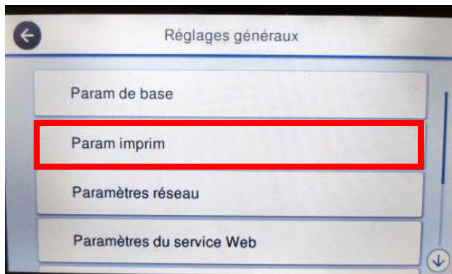 Réglages généraux
Param de base
Param imprim
Paramètres réseau
Paramètres du service Web